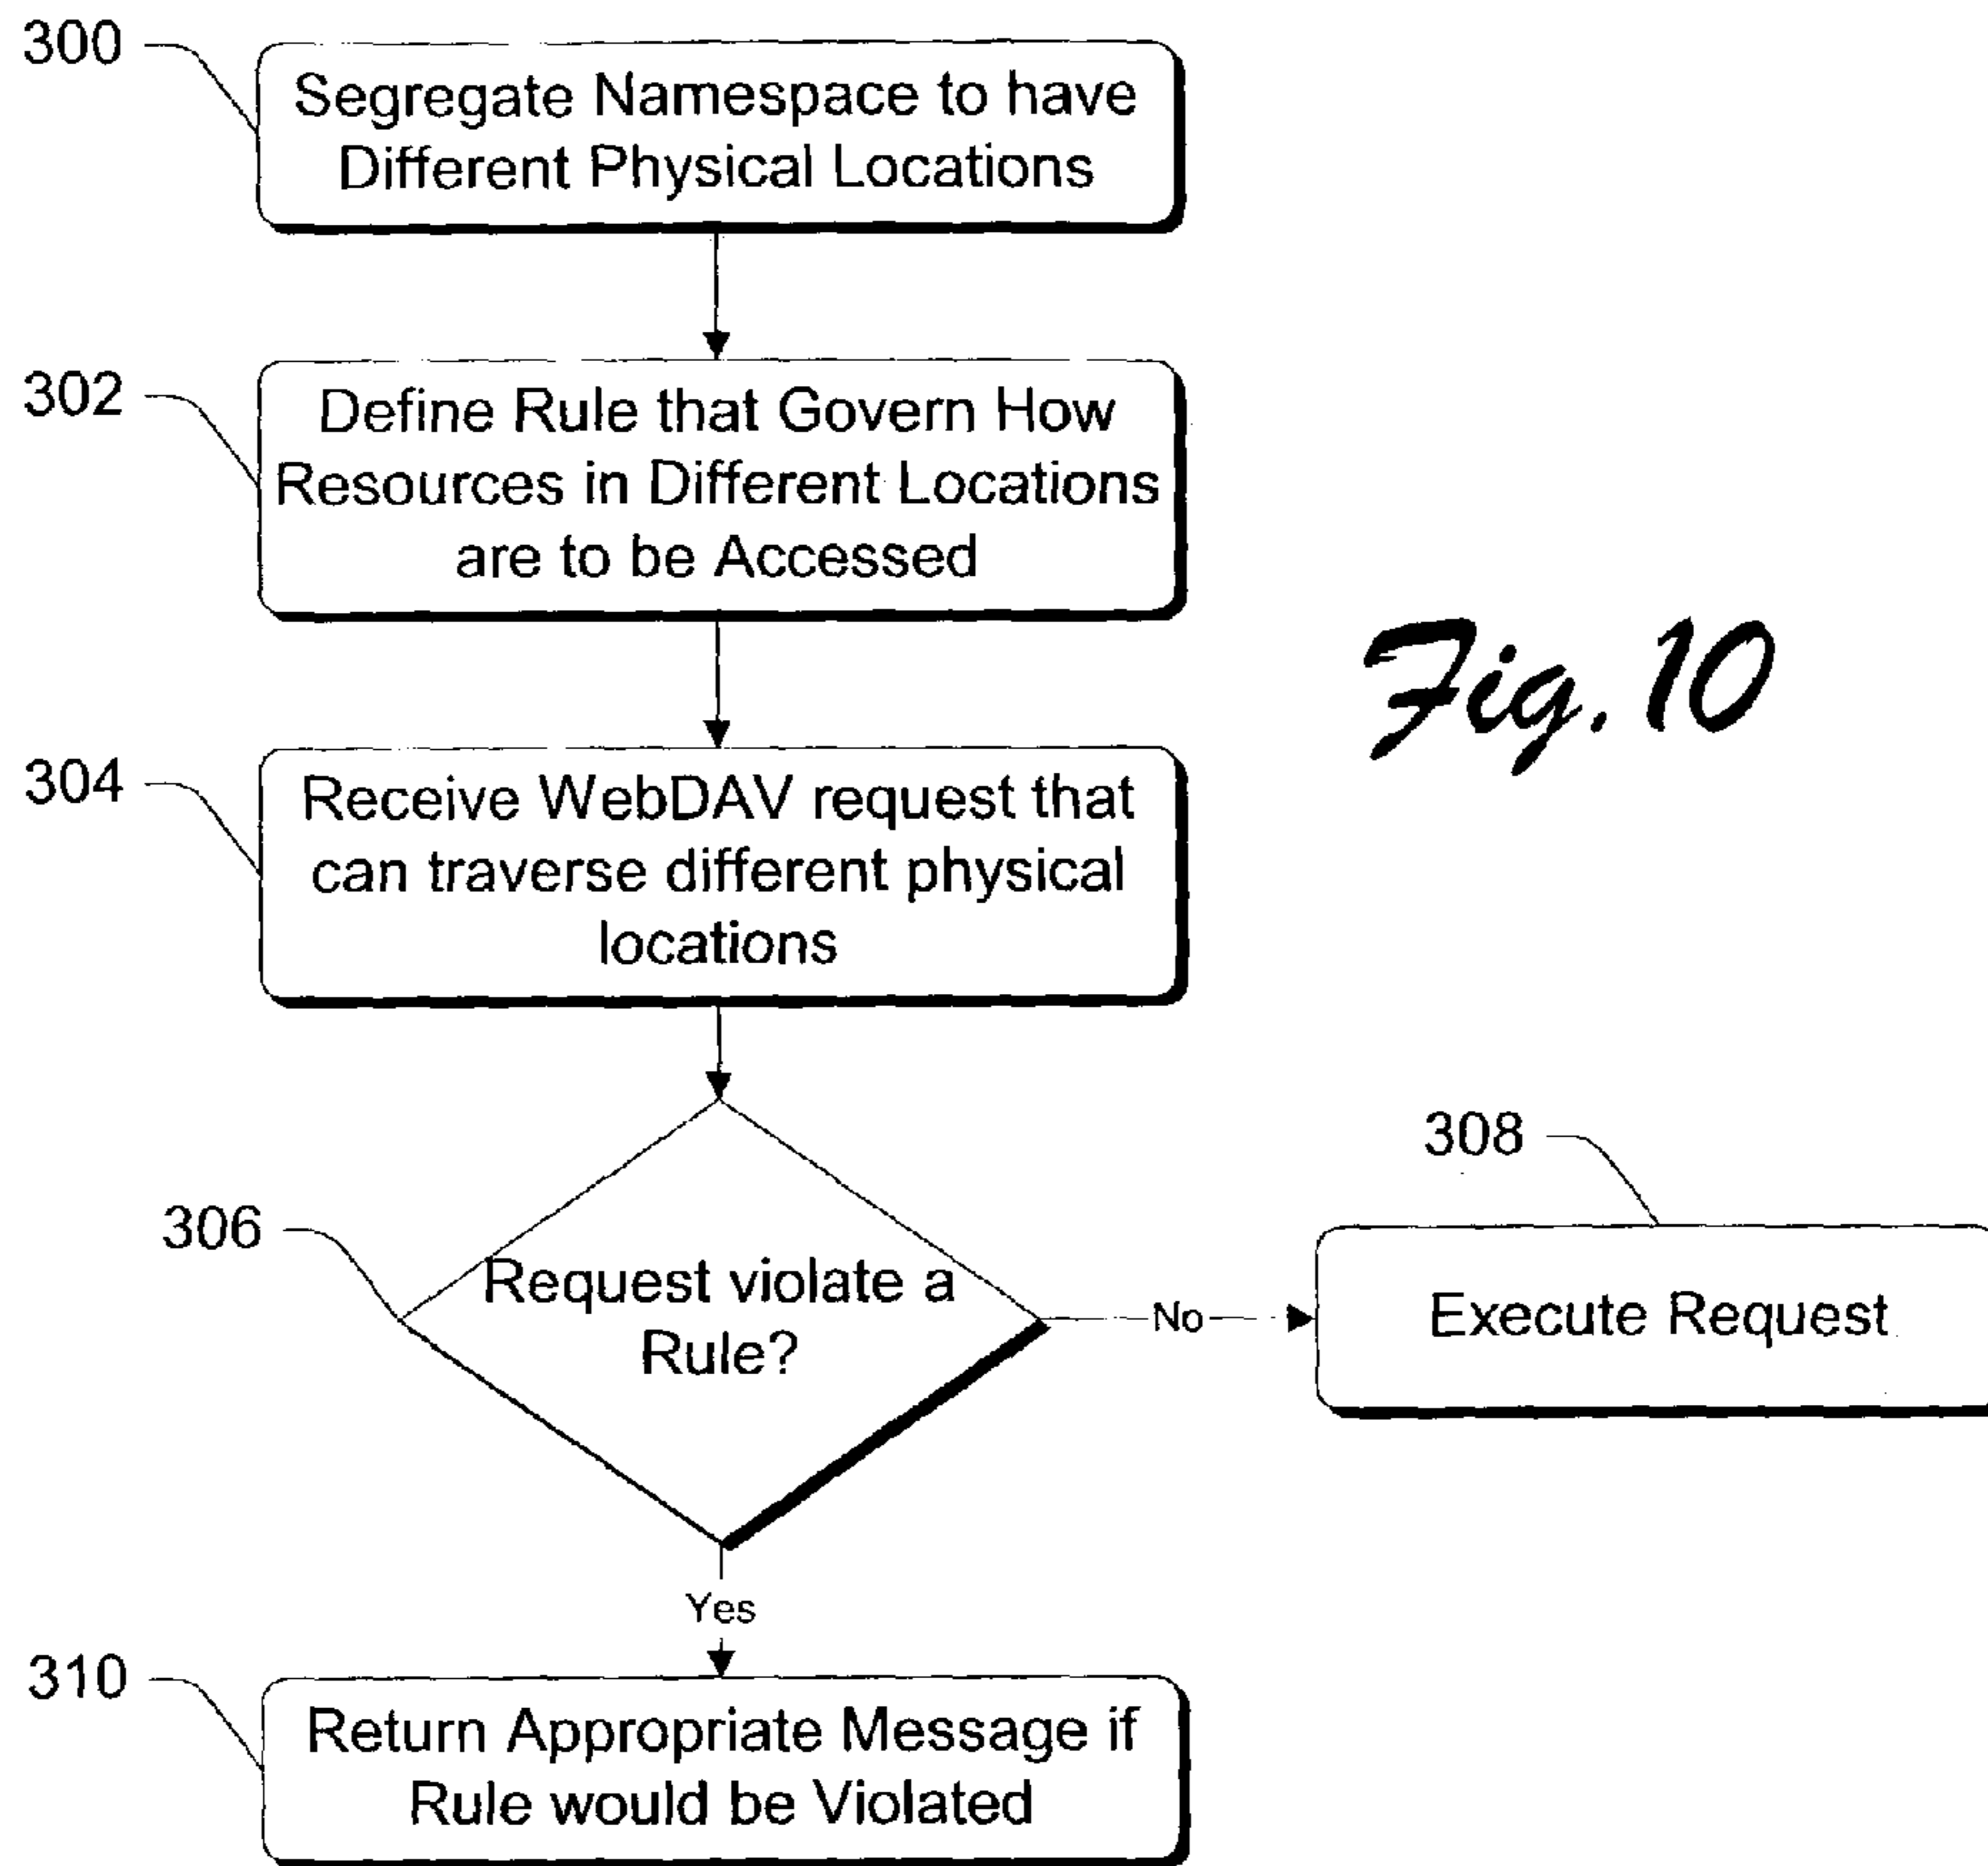 300
Segregate Namespace to have
Different Physical Locations
302
Define Rule that Govern How
Resources in Different Locations
are to be Accessed
Fig. 10
304
Receive WebDAV request that
can traverse different physical
locations
308
306
Request violate a
Rule?
No
Execute Request
Yes
310
Return Appropriate Message if
Rule would be Violated